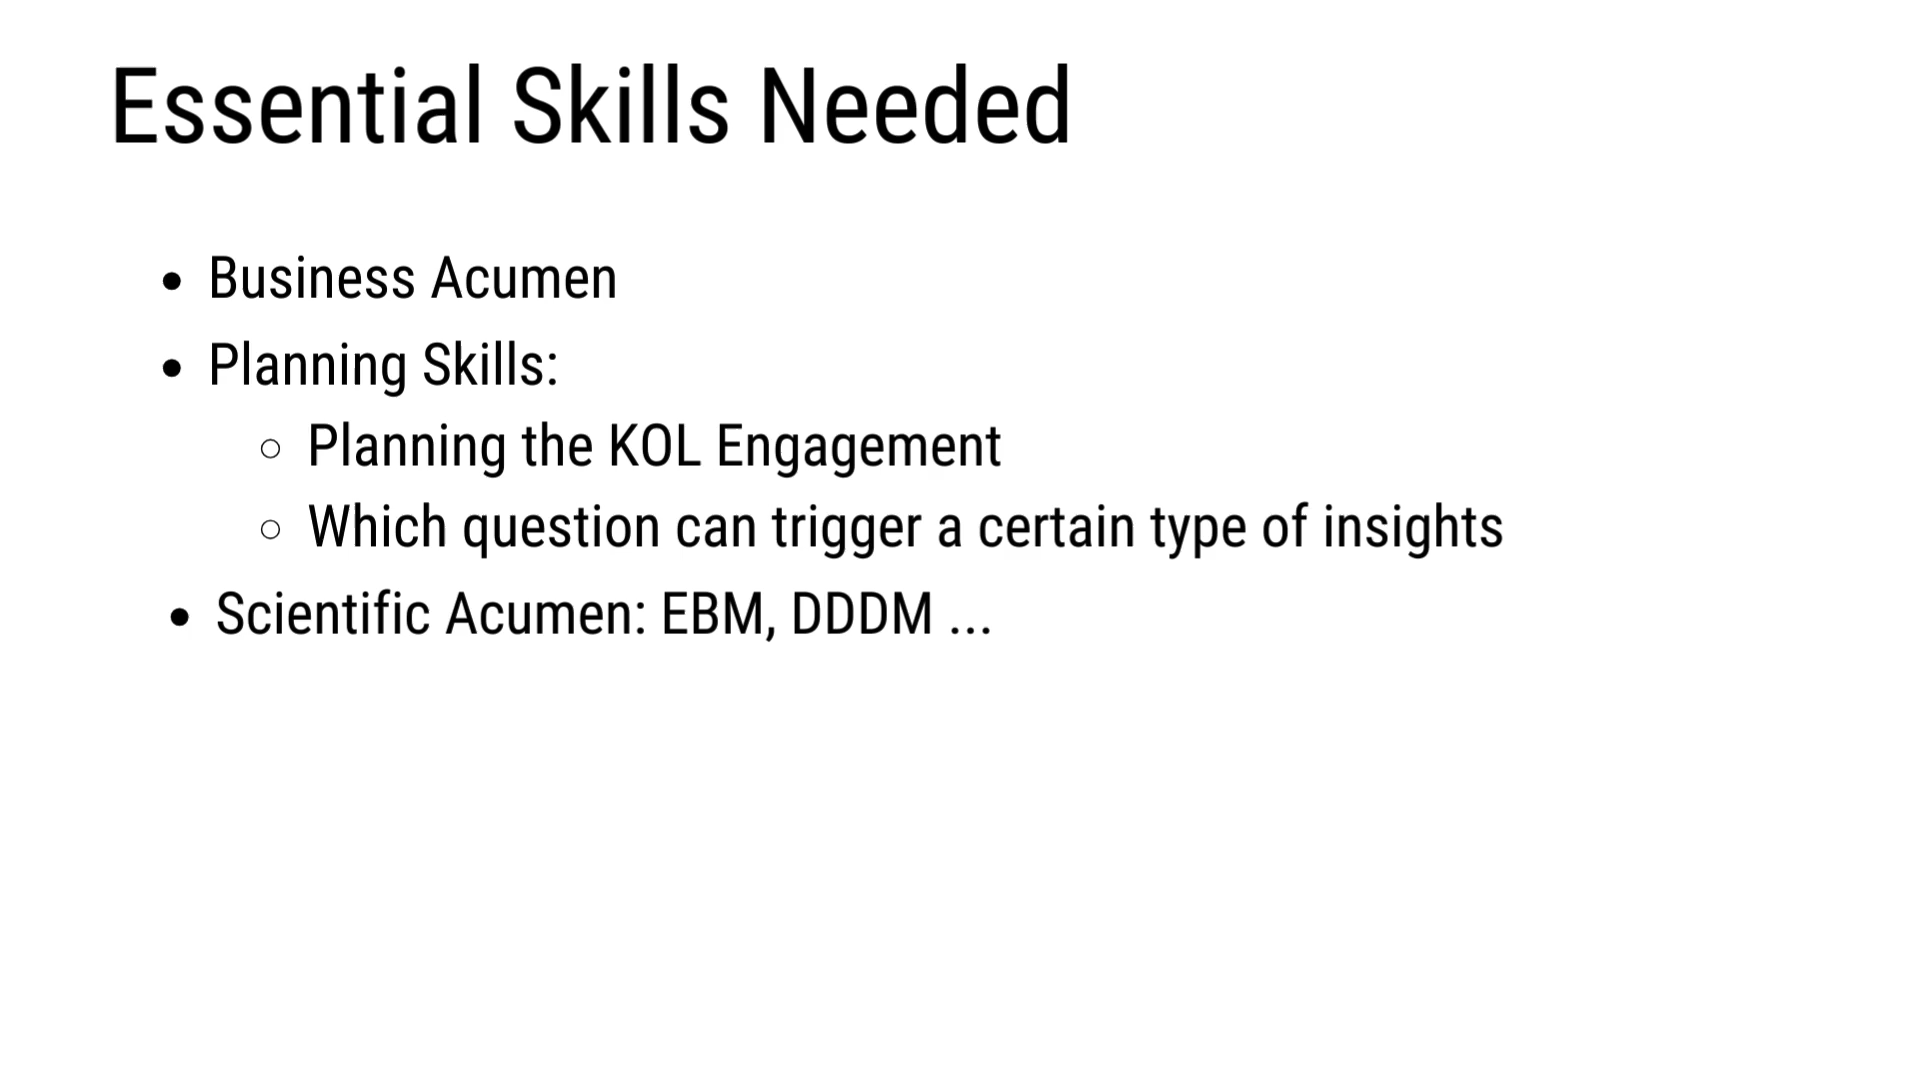 Essential Skills Needed
• Business Acumen
• Planning Skills:
○ Planning the KOL Engagement
○ Which question can trigger a certain type of insights
• Scientific Acumen: EBM, DDDM ...